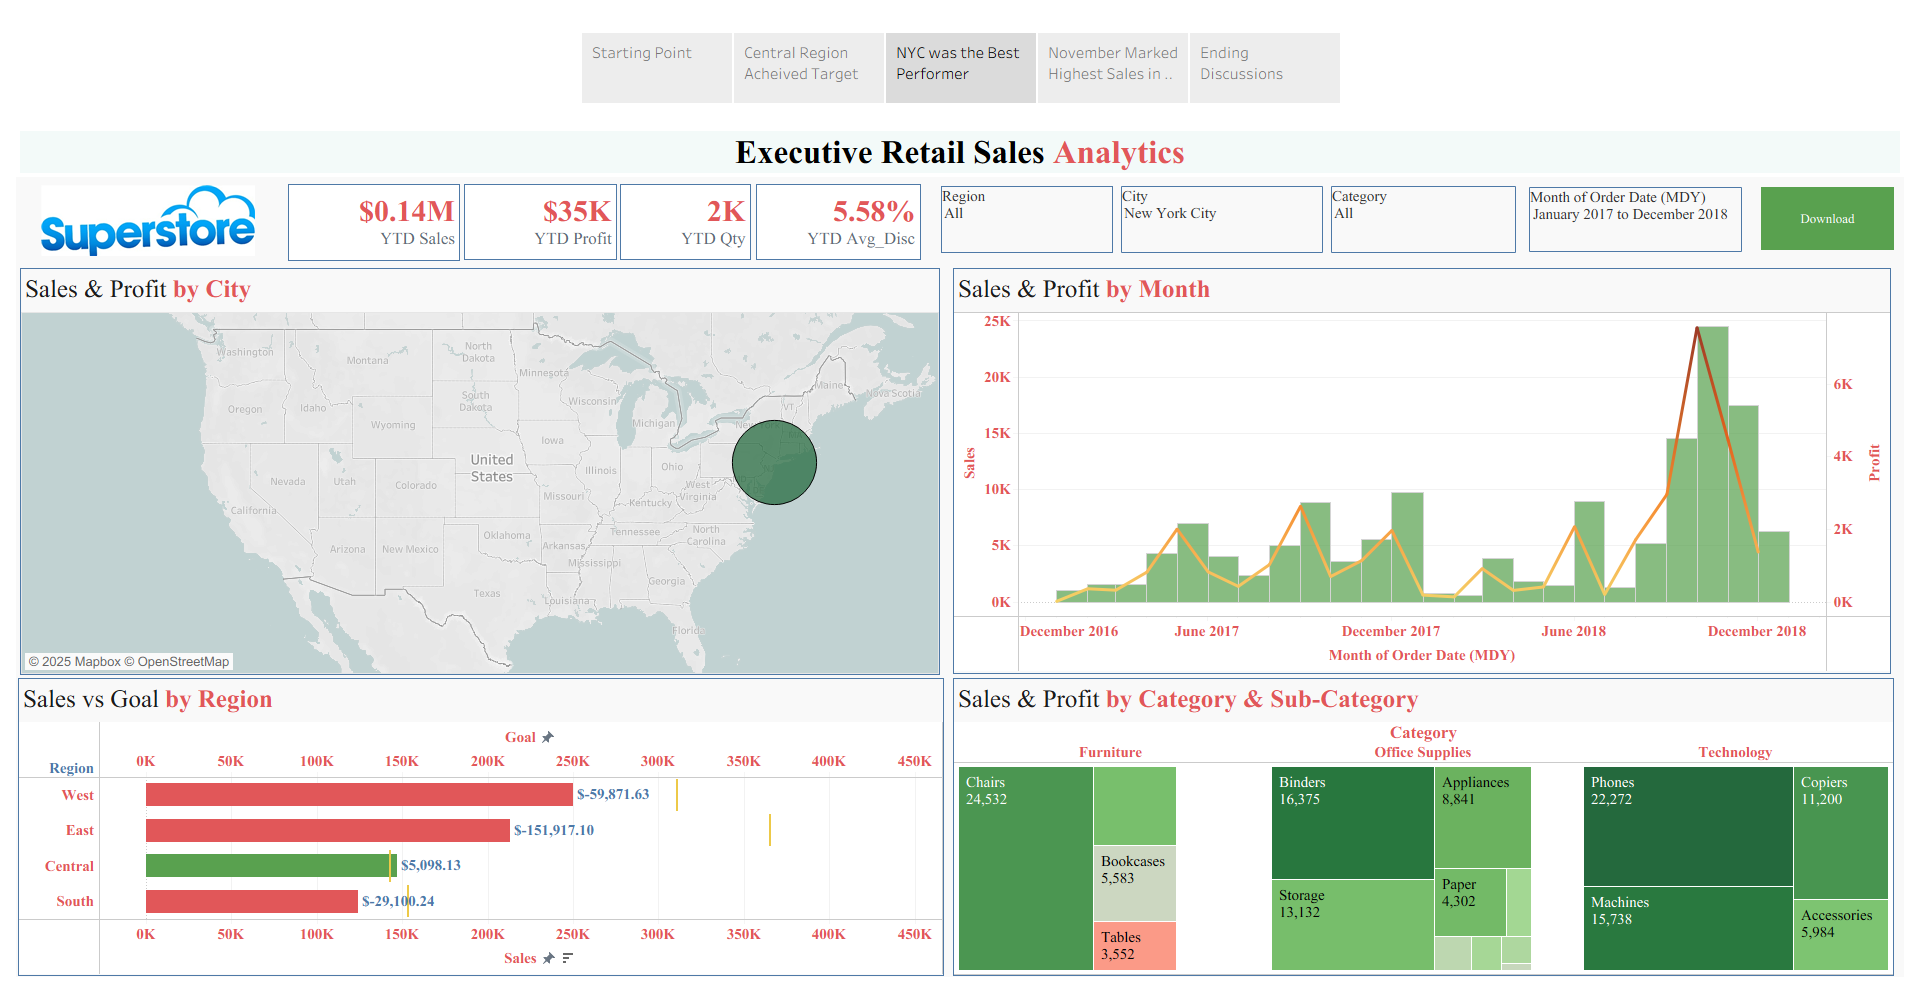 Starting Point
Central Region
Acheived Target
NYC was the Best
Performer
November Marked
Highest Sales in ..
Ending
Discussions
Executive Retail Sales Analytics
Superstore
$0.14M
YTD Sales
$35K
YTD Profit
2K
YTD Qty
5.58%
YTD Avg_Disc
Region
All
City
New York City
Category
All
Month of Order Date (MDY)
January 2017 to December 2018
Download
Sales & Profit by City
Washington
Montana
North
Dakota
Minnesota
Maine
Nova Scotia
Oregon
Idaho
South
Dakota
Wisconsin
VT
Wyoming
Michigan
Iowa
United
States
Illinois
Ohio
Nevada
Utah
Colorado
Missouri
West
Virginia
California
Kentucky
Oklahoma
Tennessee
North
Carolina
Arizona
New Mexico
Arkansas
Mississippi
Georgia
Texas
Louisiana
Florida
© 2025 Mapbox © OpenStreetMap
Sales & Profit by Month
25K
20K
15K
10K
5K
0K
Sales
6K
4K
2K
0K
Profit
December 2016
June 2017
December 2017
June 2018
December 2018
Month of Order Date (MDY)
Sales vs Goal by Region
Goal
Region
0K 50K 100K 150K 200K 250K 300K 350K 400K 450K
West $-59,871.63
East $-151,917.10
Central $5,098.13
South $-29,100.24
0K 50K 100K 150K 200K 250K 300K 350K 400K 450K
Sales
Sales & Profit by Category & Sub-Category
Category
Furniture
Office Supplies
Technology
Chairs
24,532
Bookcases
5,583
Tables
3,552
Binders
16,375
Storage
13,132
Appliances
8,841
Paper
4,302
Phones
22,272
Machines
15,738
Copiers
11,200
Accessories
5,984